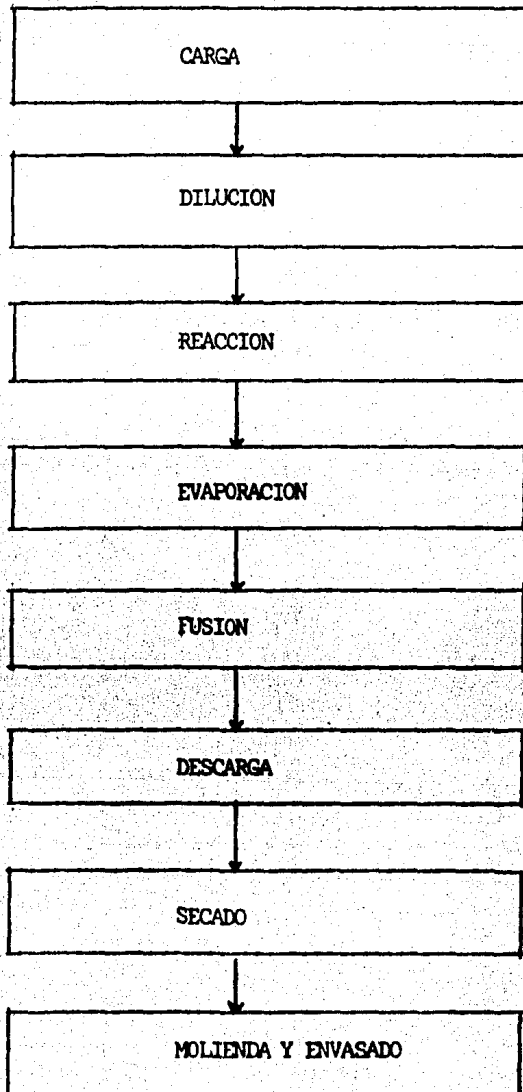 CARGA
DILUCION
REACCION
EVAPORACION
FUSION
DESCARGA
SECADO
MOLIENDA Y ENVASADO